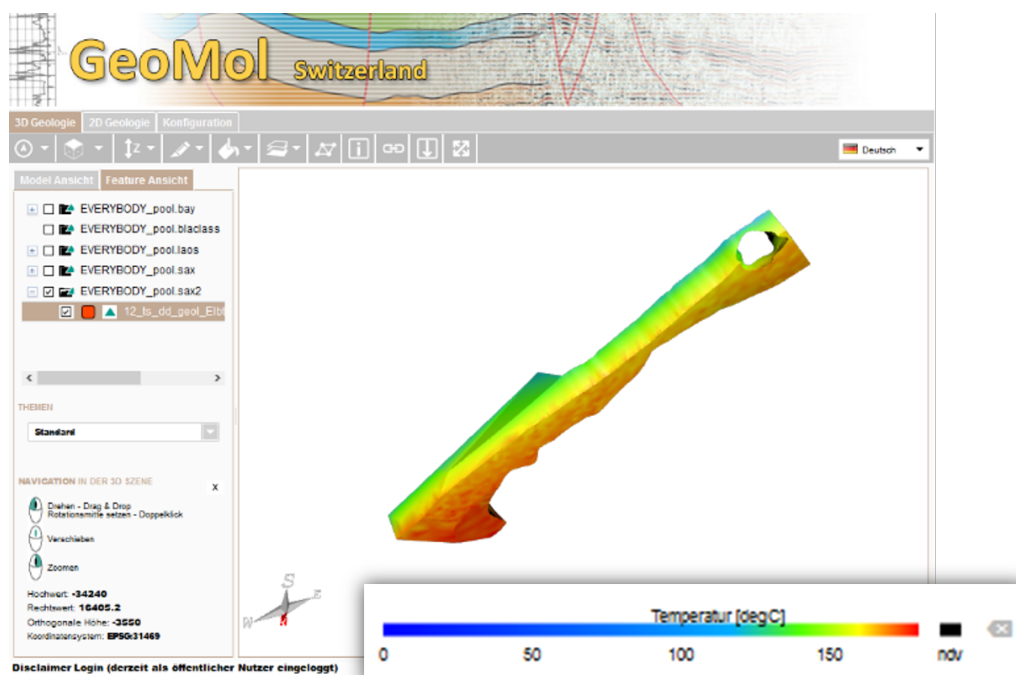 GeoMol Switzerland
3D Geologie 2D Geologie Konfiguration
Z
i
Deutsch
Model Ansicht Feature Ansicht
EVERYBODY_pool.bay
EVERYBODY_pool.blaclass
EVERYBODY_pool.laos
EVERYBODY_pool.sax
EVERYBODY_pool.sax2
12_ts_dd_geol_Elbt
THEMEN
Standard
NAVIGATION IN DER 3D SZENE x
Drehen - Drag & Drop
Rotationsmitte setzen - Doppelklick
Verschieben
Zoomen
Hochwert: -34240
Rechtswert: 16405.2
Orthogonale Höhe: -3550
Koordinatensystem: EPSG:31469
S
E
W
N
Temperatur [degC]
0 50 100 150 ndv
Disclaimer Login (derzeit als öffentlicher Nutzer eingeloggt)